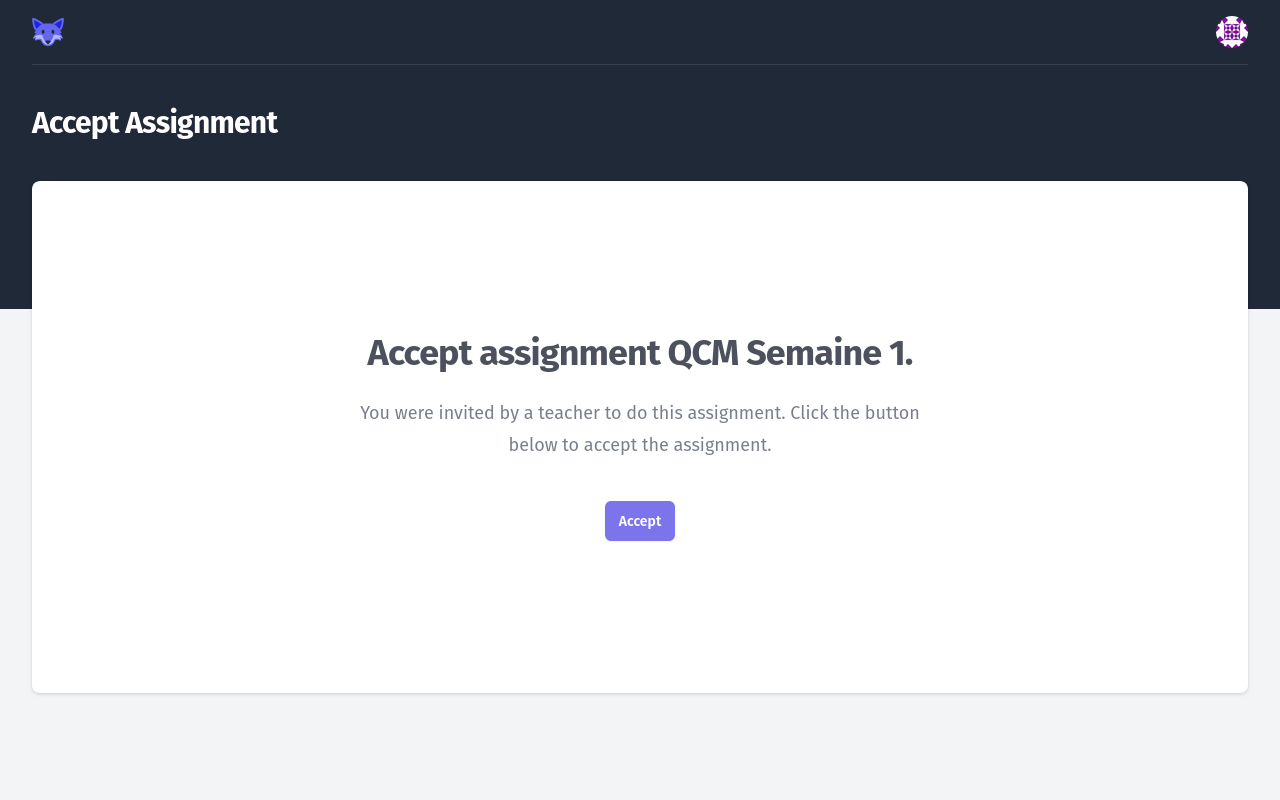 Accept Assignment
Accept assignment QCM Semaine 1.
You were invited by a teacher to do this assignment. Click the button
below to accept the assignment.
Accept